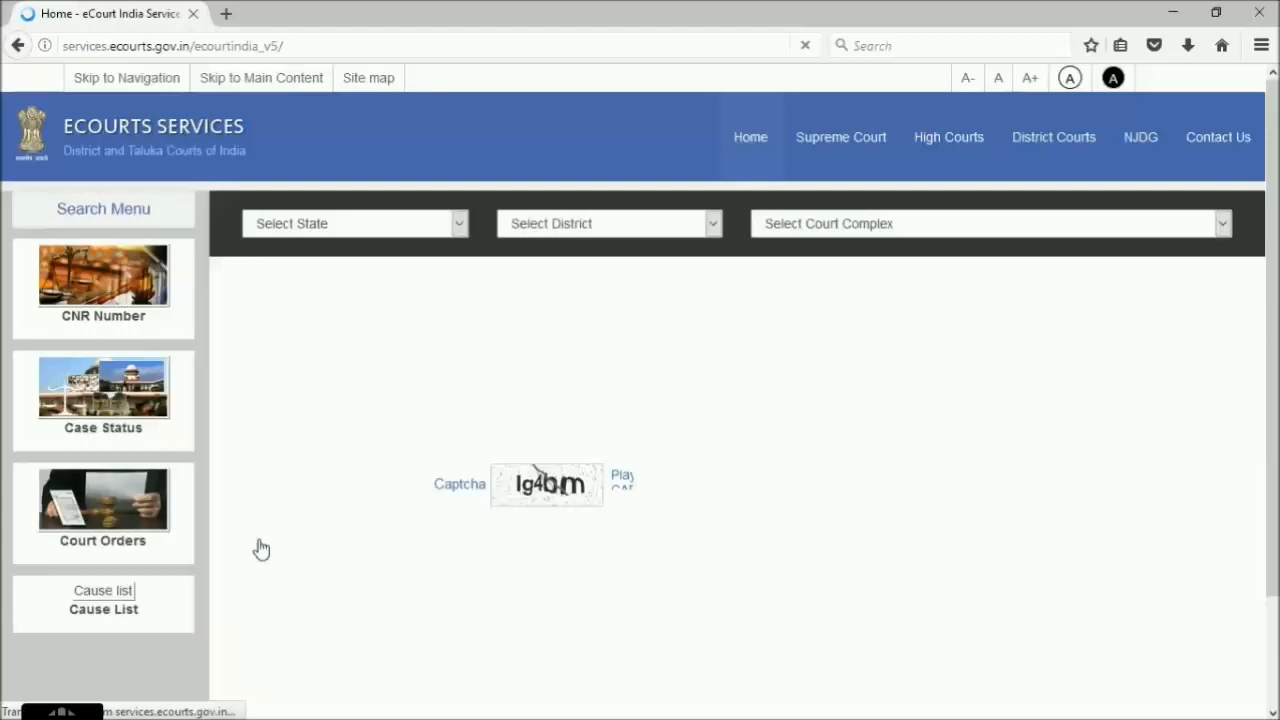 Home - eCourt India Service
services.ecourts.gov.in/ecourtindia_v5/
Search
Skip to Navigation
Skip to Main Content
Site map
A-
A
A+
A
A
ECOURTS SERVICES
District and Taluka Courts of India
Home
Supreme Court
High Courts
District Courts
NJDG
Contact Us
Search Menu
Select State
Select District
Select Court Complex
CNR Number
Case Status
Court Orders
Cause list
Cause List
Captcha
lg4bm
Play
services.ecourts.gov.in...